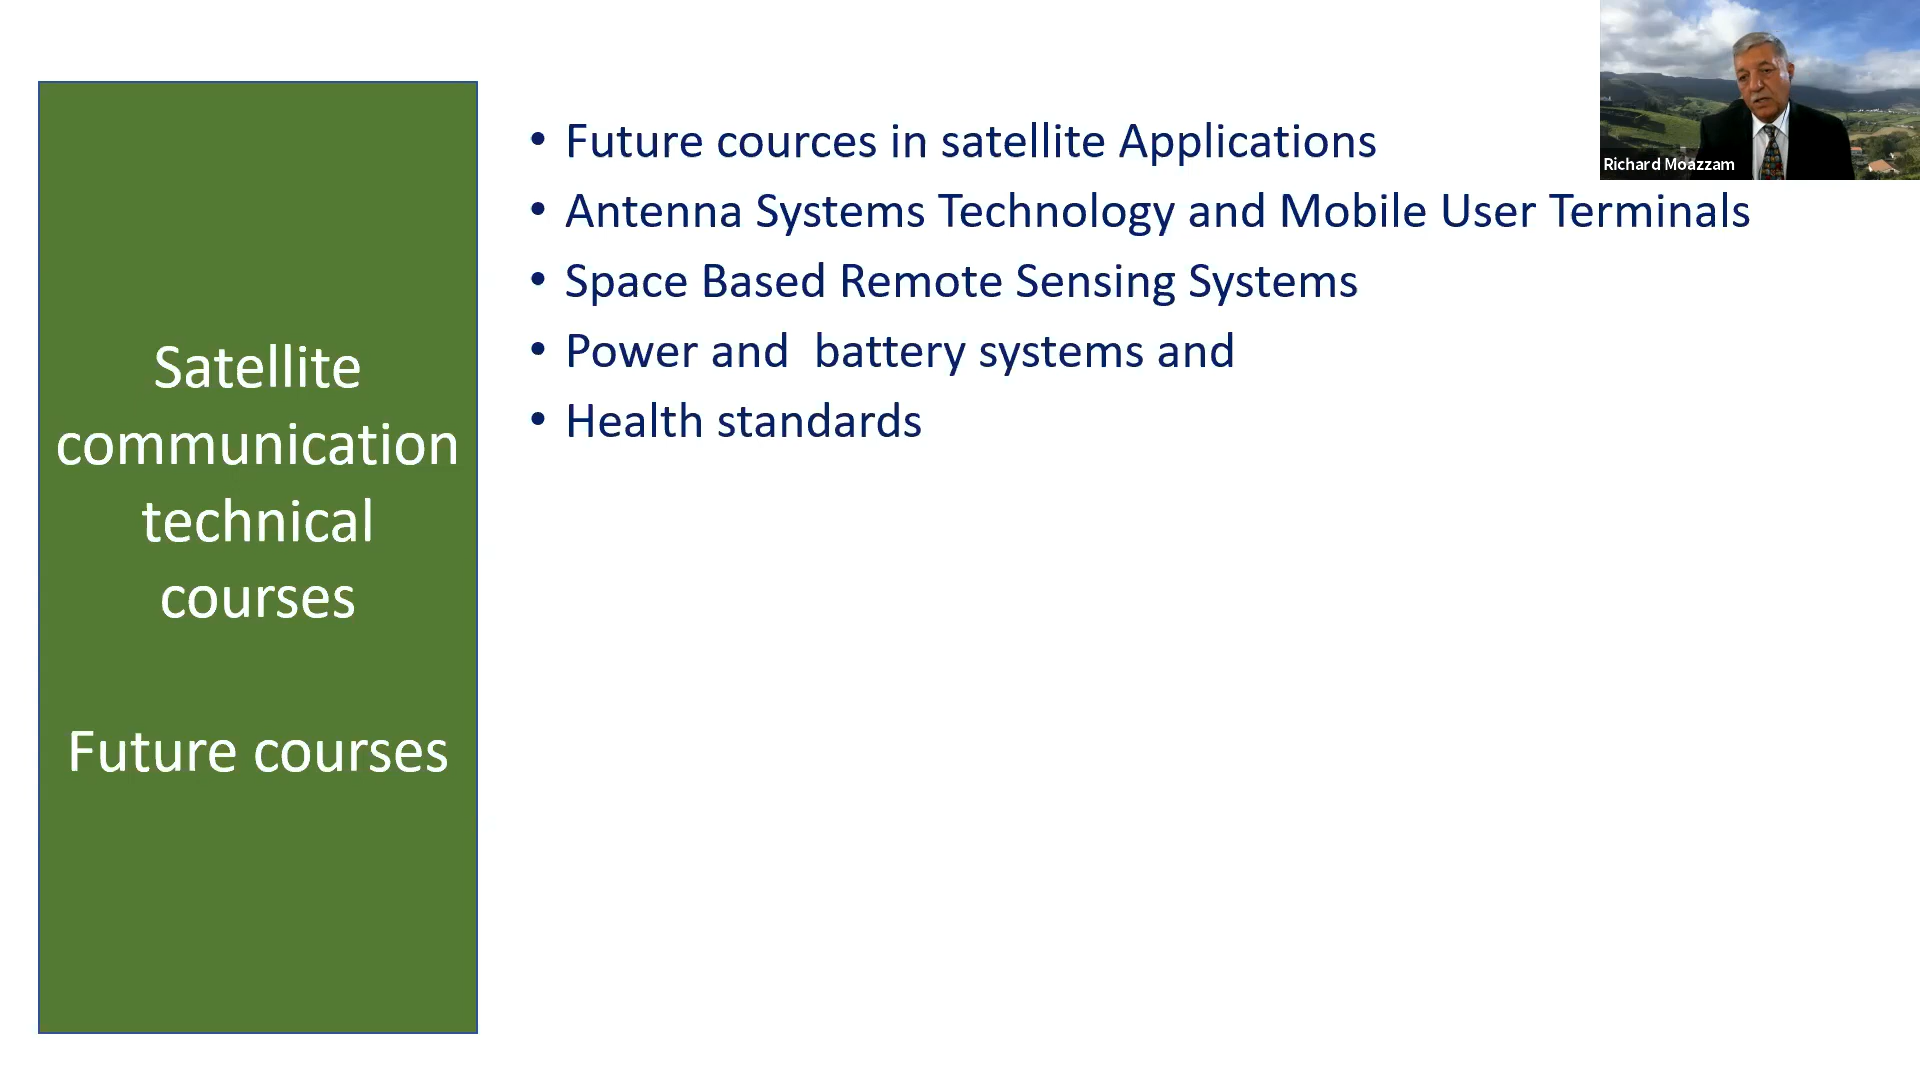 Satellite
communication
technical
courses
Future courses
• Future cources in satellite Applications
• Antenna Systems Technology and Mobile User Terminals
• Space Based Remote Sensing Systems
• Power and  battery systems and
• Health standards
Richard Moazzam